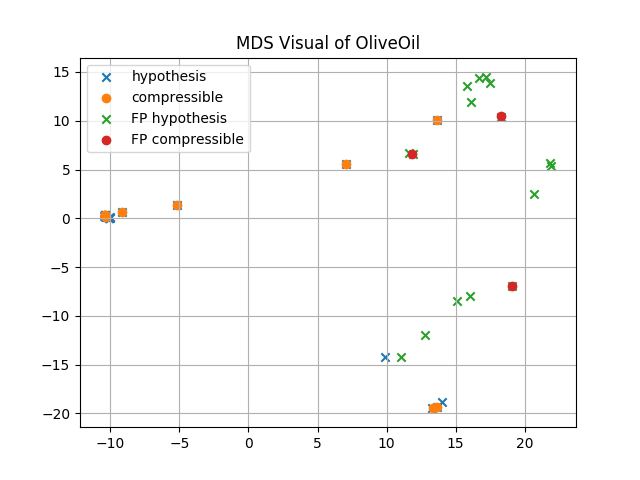 MDS Visual of OliveOil
hypothesis
compressible
FP hypothesis
FP compressible
15
10
5
0
−5
−10
−15
−20
−10 −5 0 5 10 15 20